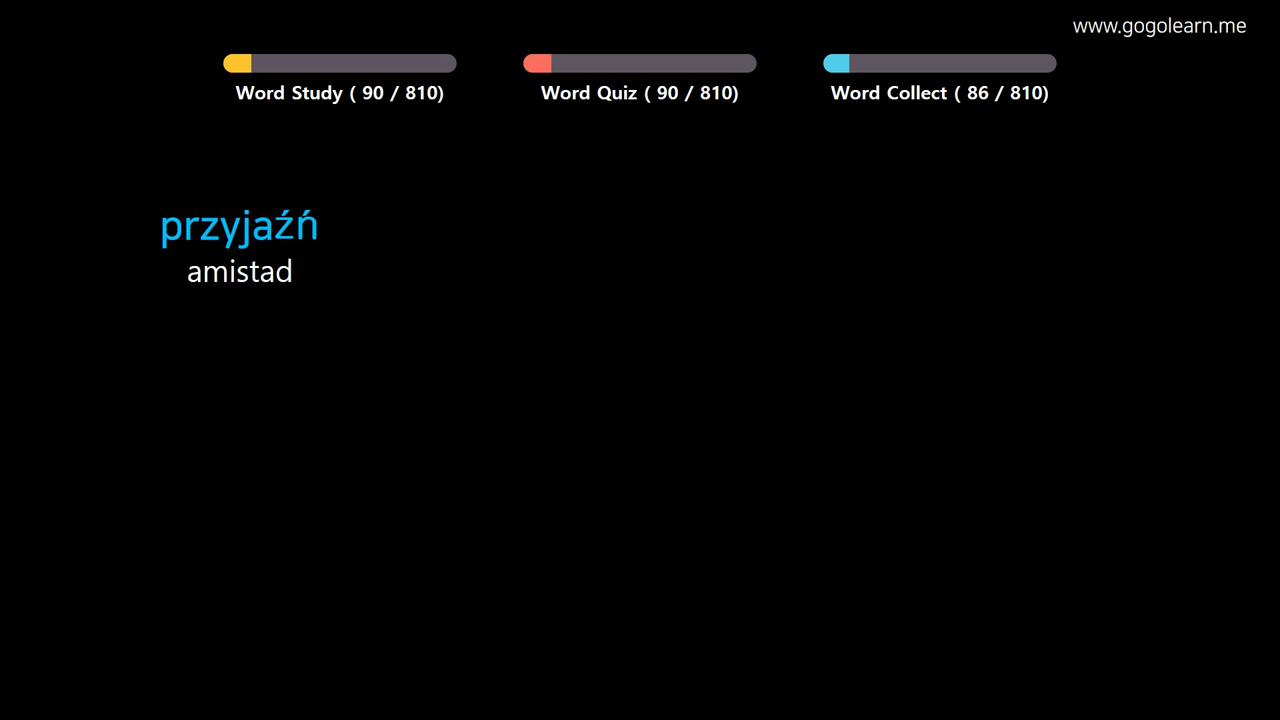 www.gogolearn.me
Word Study ( 90 / 810)
Word Quiz ( 90 / 810)
Word Collect ( 86 / 810)
przyjaźń
amistad